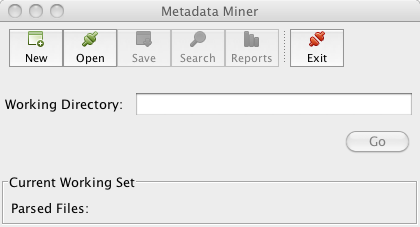 Metadata Miner
New Open Save Search Reports Exit
Working Directory:
Go
Current Working Set
Parsed Files: